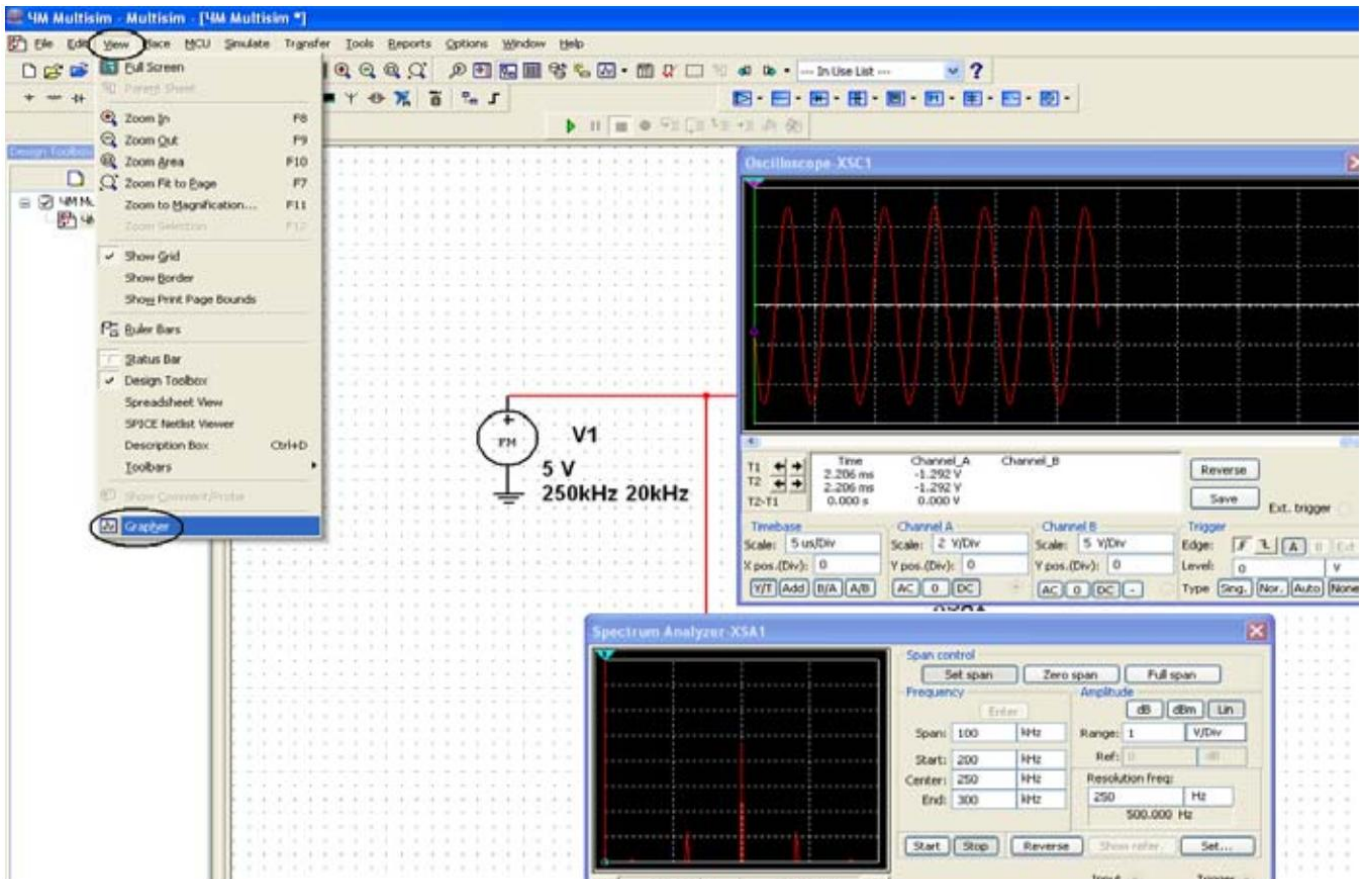 ЧМ Multisim - Multisim - [ЧМ Multisim *]
File Edit View Place MCU Simulate Transfer Tools Reports Options Window Help
Full Screen
Parent Sheet
--- In Use List ---
Zoom In F8
Zoom Out F9
Zoom Area F10
Zoom Fit to Page F7
Zoom to Magnification... F11
Zoom Selection F12
Show Grid
Show Border
Show Print Page Bounds
Ruler Bars
Status Bar
Design Toolbox
Spreadsheet View
SPICE Netlist Viewer
Description Box Ctrl+D
Toolbars
Show Comment/Probe
Grapher
Design Toolbox
ЧМ Mu
ЧМ
FM
V1
5 V
250kHz 20kHz
Oscilloscope-XSC1
Time Channel_A Channel_B
T1 2.206 ms -1.292 V
T2 2.206 ms -1.292 V
T2-T1 0.000 s 0.000 V
Reverse
Save
Ext. trigger
Timebase
Scale: 5 us/Div
X pos.(Div): 0
Y/T Add B/A A/B
Channel A
Scale: 2 V/Div
Y pos.(Div): 0
AC 0 DC
Channel B
Scale: 5 V/Div
Y pos.(Div): 0
AC 0 DC -
Trigger
Edge: A B Ext
Level: 0 V
Type Sing. Nor. Auto None
XSA1
Spectrum Analyzer-XSA1
Span control
Set span Zero span Full span
Frequency
Enter
Span: 100 kHz
Start: 200 kHz
Center: 250 kHz
End: 300 kHz
Amplitude
dB dBm Lin
Range: 1 V/Div
Ref: 0 dB
Resolution freq:
250 Hz
500.000 Hz
Start Stop Reverse Show refer. Set...
Input Trigger